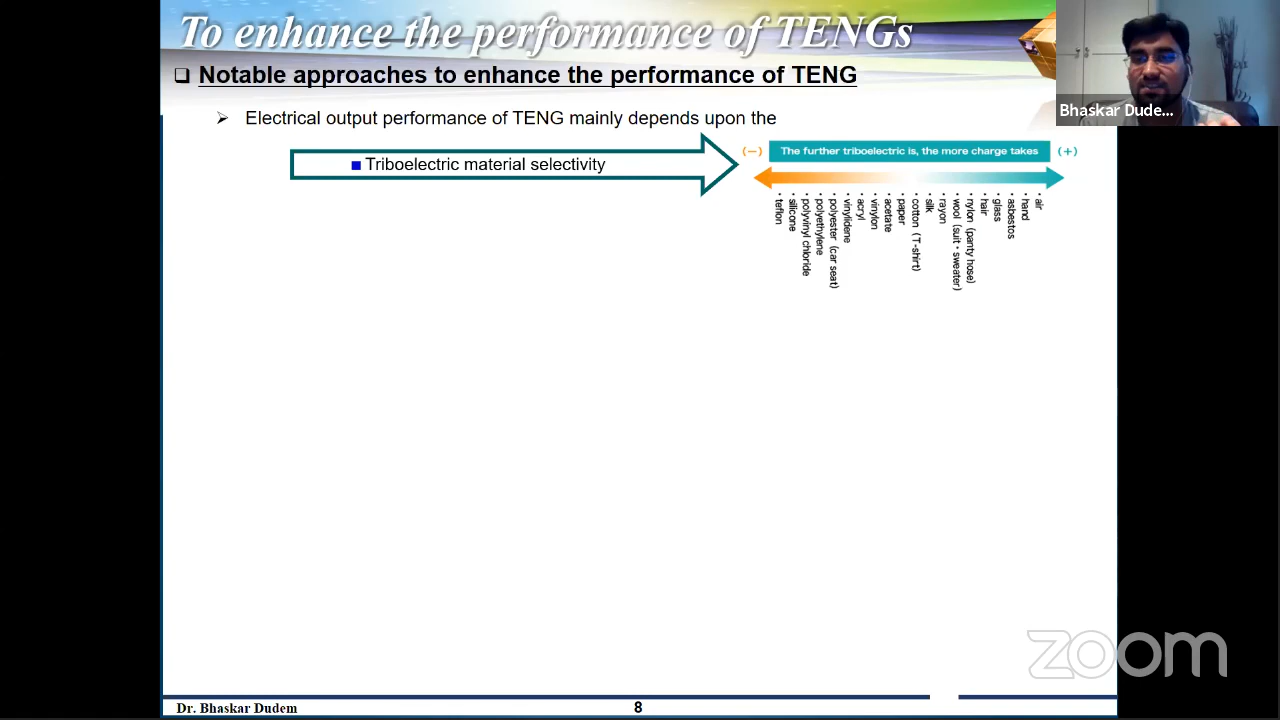 To enhance the performance of TENGs
❑ Notable approaches to enhance the performance of TENG
Bhaskar Dude...
➢ Electrical output performance of TENG mainly depends upon the
■ Triboelectric material selectivity
(−) The further triboelectric is, the more charge takes (+)
・teflon
・silicone
・polyvinyl chloride
・polyethylene
・polyester (car seat)
・vinylidene
・acryl
・vinylon
・acetate
・paper
・cotton (T-shirt)
・silk
・rayon
・wool (suit・sweater)
・nylon (panty hose)
・hair
・glass
・asbestos
・hand
・air
zoom
Dr. Bhaskar Dudem
8